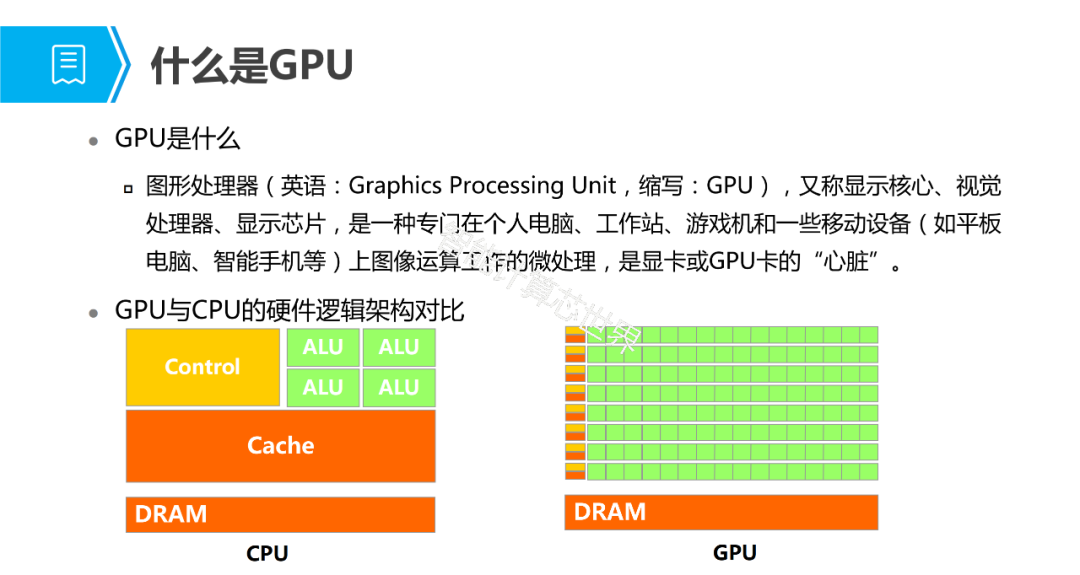 什么是GPU
GPU是什么
图形处理器（英语：Graphics Processing Unit，缩写：GPU），又称显示核心、视觉
处理器、显示芯片，是一种专门在个人电脑、工作站、游戏机和一些移动设备（如平板
电脑、智能手机等）上图像运算工作的微处理，是显卡或GPU卡的“心脏”。
智能计算芯世界
GPU与CPU的硬件逻辑架构对比
Control
ALU ALU
ALU ALU
Cache
DRAM
CPU
DRAM
GPU